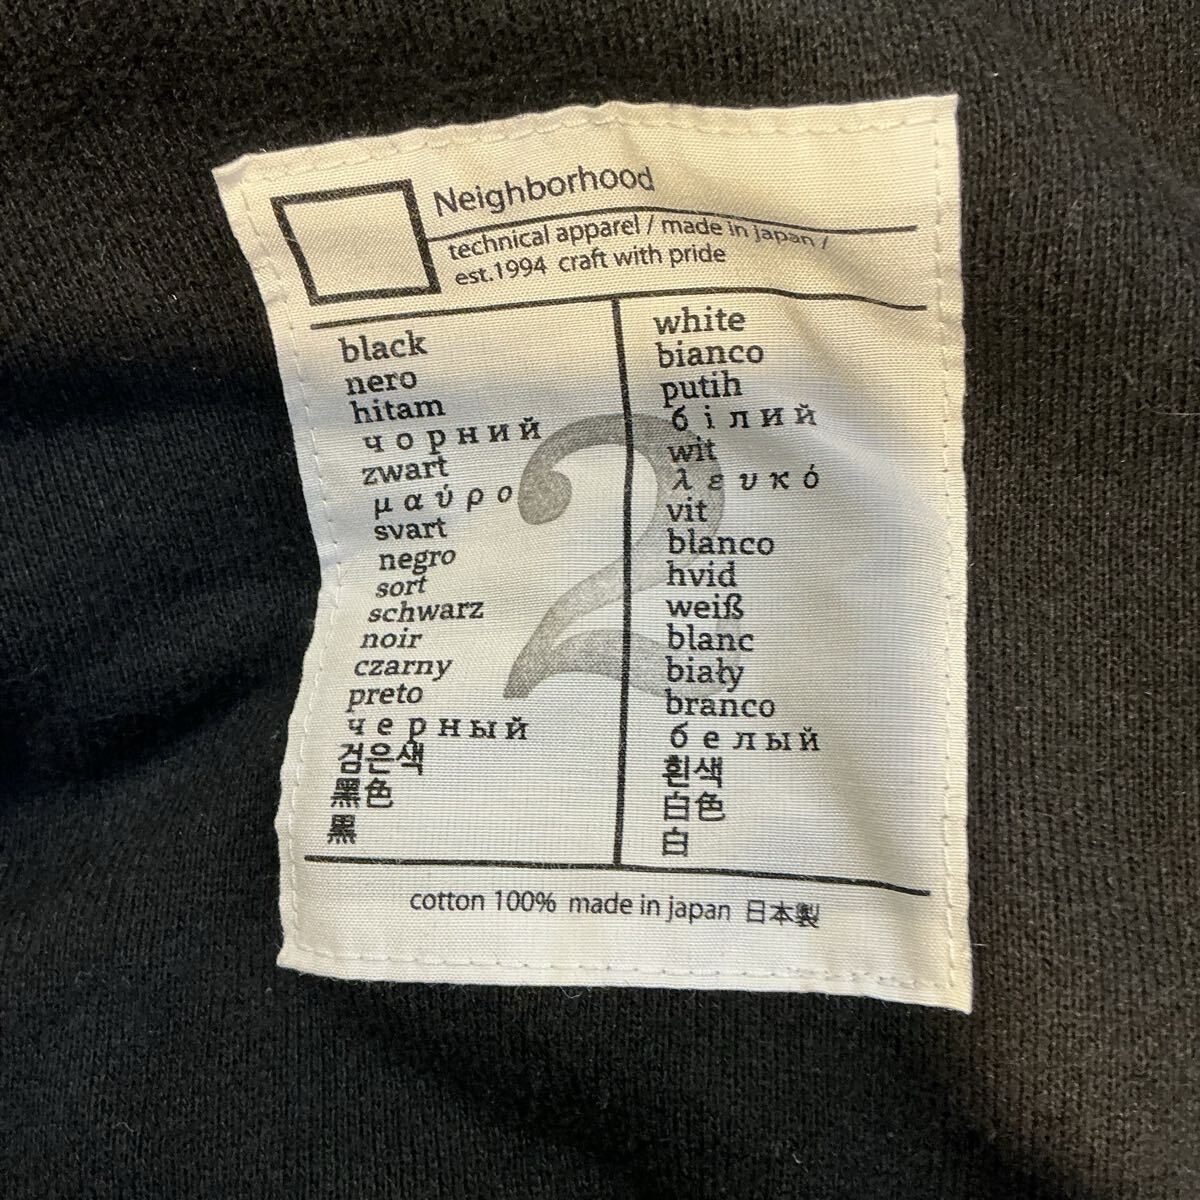 Neighborhood
technical apparel / made in japan /
est.1994 craft with pride
black
nero
hitam
чорний
zwart
μαύρο
svart
negro
sort
schwarz
noir
czarny
preto
черный
검은색
黑色
黒
2
white
bianco
putih
білий
wit
λευκό
vit
blanco
hvid
weiß
blanc
biały
branco
белый
흰색
白色
白
cotton 100% made in japan 日本製